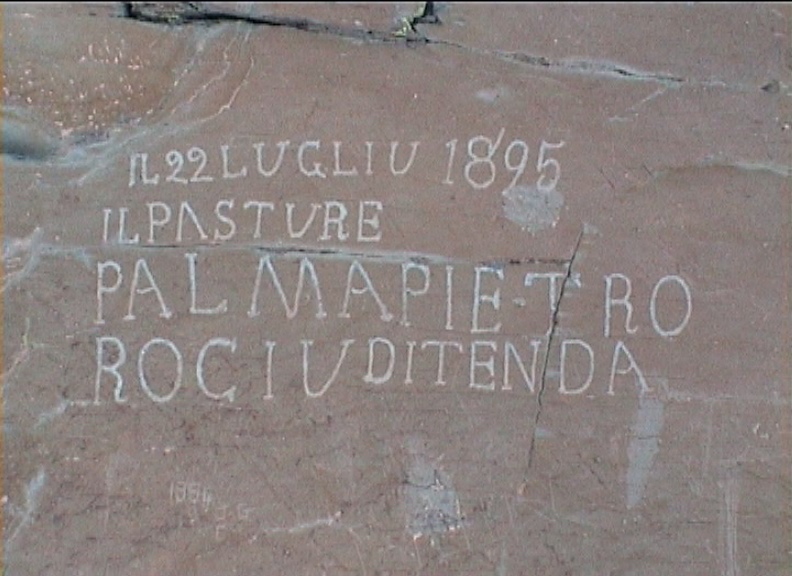 IL 22 LUGLIU 1895
IL PASTURE
PALMA PIETRO
ROCIU DI TENDA